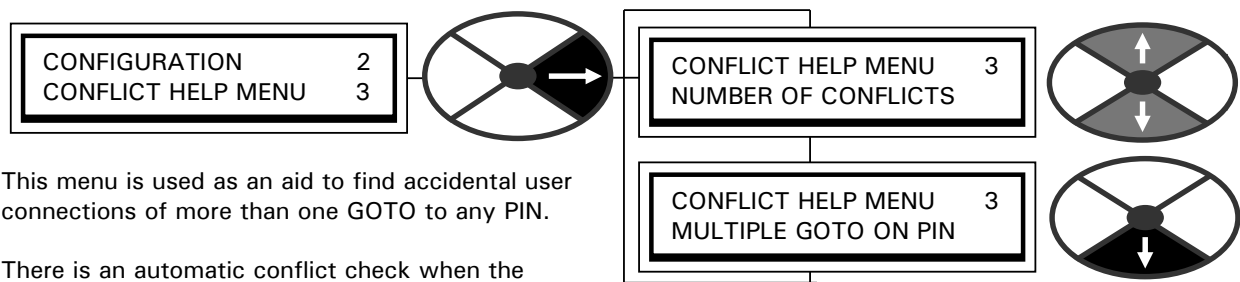 CONFIGURATION 2
CONFLICT HELP MENU 3
CONFLICT HELP MENU 3
NUMBER OF CONFLICTS
This menu is used as an aid to find accidental user
connections of more than one GOTO to any PIN.
CONFLICT HELP MENU 3
MULTIPLE GOTO ON PIN
There is an automatic conflict check when the